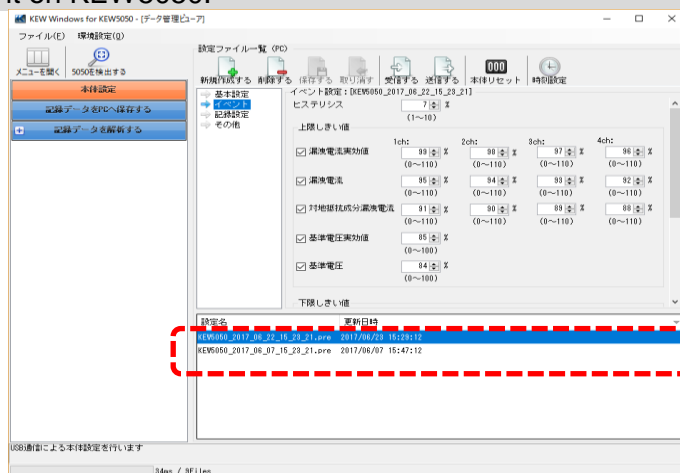 it on KEW5050.
KEW Windows for KEW5050 - [データ管理ビューア]
ファイル(F) 環境設定(Q)
メニューを開く 5050を検出する
本体設定
記録データをPCへ保存する
記録データを解析する
設定ファイル一覧 (PC)
新規作成する 削除する 保存する 取り消す 受信する 送信する 本体リセット 時刻設定
基本設定
イベント
記録設定
その他
イベント設定:[KEW5050_2017_06_22_15_23_21]
ヒステリシス 7 %
(1~10)
上限しきい値
1ch: 2ch: 3ch: 4ch:
漏洩電流実効値 99 % 98 % 97 % 96 %
(0~110) (0~110) (0~110) (0~110)
漏洩電流 95 % 94 % 93 % 92 %
(0~110) (0~110) (0~110) (0~110)
対地抵抗成分漏洩電流 91 % 90 % 89 % 88 %
(0~110) (0~110) (0~110) (0~110)
基準電圧実効値 85 %
(0~100)
基準電圧 84 %
(0~100)
下限しきい値
設定名 更新日時
KEW5050_2017_06_22_15_23_21.pre 2017/06/23 15:29:12
KEW5050_2017_06_07_15_23_21.pre 2017/06/07 15:47:12
USB通信による本体設定を行います
34ms / 9Files